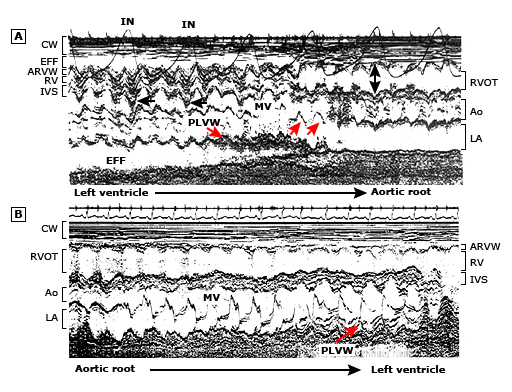 IN IN
A
CW
EFF
ARVW
RV
IVS
RVOT
Ao
LA
MV
PLVW
EFF
Left ventricle Aortic root
B
CW
RVOT
Ao
LA
ARVW
RV
IVS
MV
PLVW
Aortic root Left ventricle